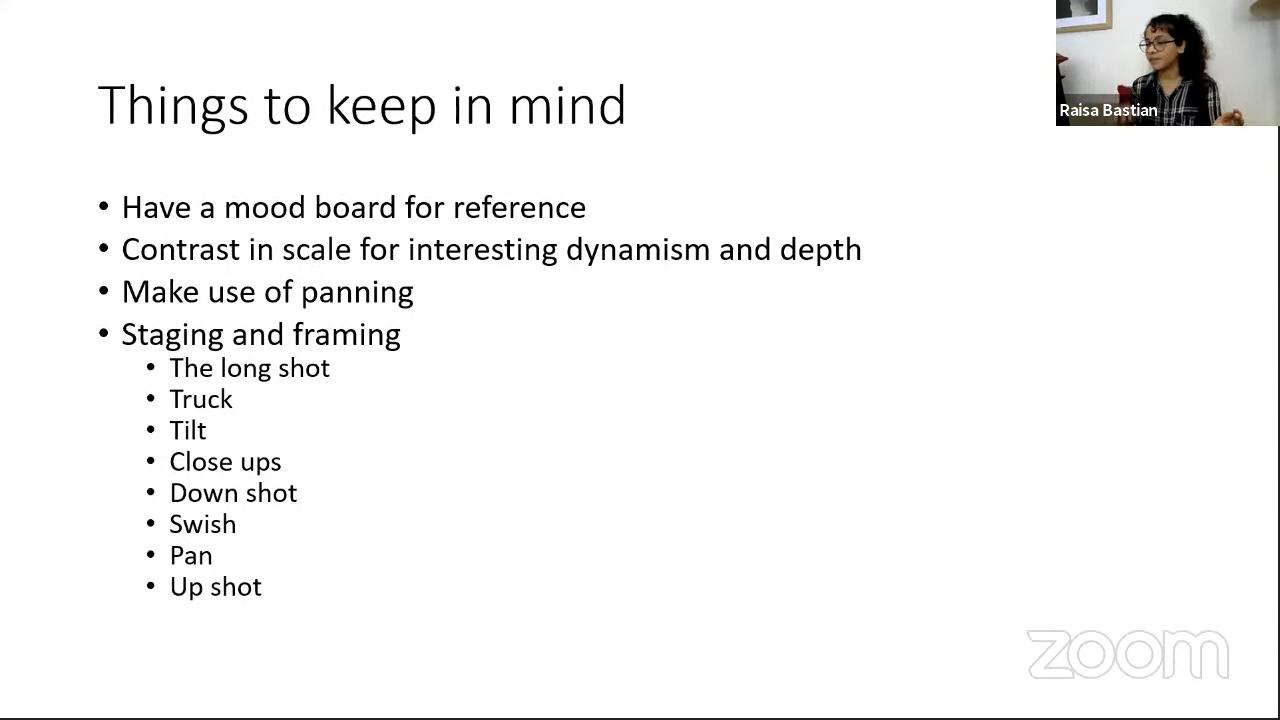 Things to keep in mind
• Have a mood board for reference
• Contrast in scale for interesting dynamism and depth
• Make use of panning
• Staging and framing
• The long shot
• Truck
• Tilt
• Close ups
• Down shot
• Swish
• Pan
• Up shot
Raisa Bastian
zoom